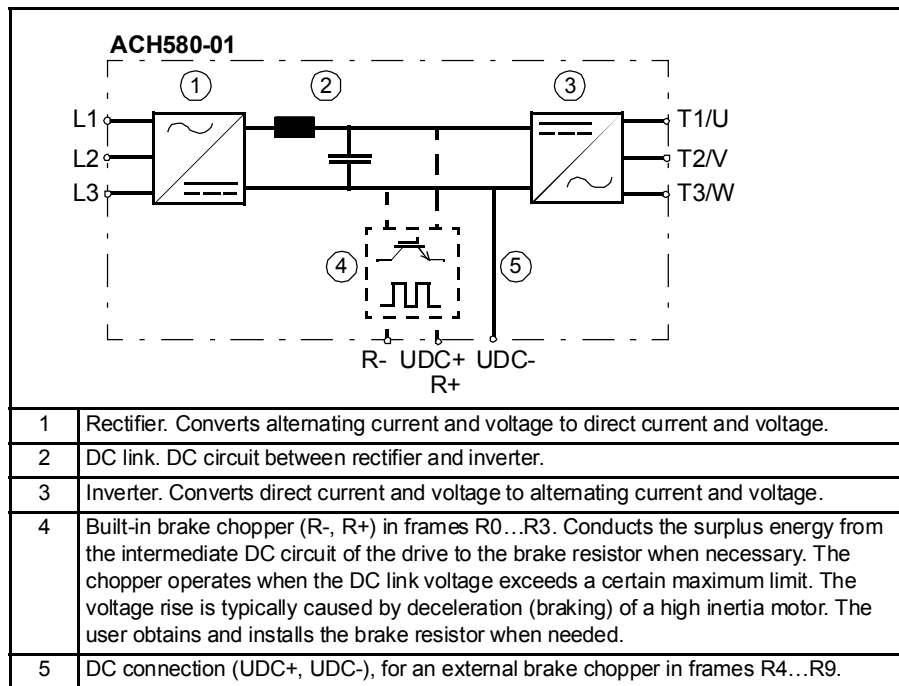 ACH580-01
1
2
3
L1
L2
L3
T1/U
T2/V
T3/W
4
5
R- UDC+ UDC-
R+
1 Rectifier. Converts alternating current and voltage to direct current and voltage.
2 DC link. DC circuit between rectifier and inverter.
3 Inverter. Converts direct current and voltage to alternating current and voltage.
4 Built-in brake chopper (R-, R+) in frames R0…R3. Conducts the surplus energy from
the intermediate DC circuit of the drive to the brake resistor when necessary. The
chopper operates when the DC link voltage exceeds a certain maximum limit. The
voltage rise is typically caused by deceleration (braking) of a high inertia motor. The
user obtains and installs the brake resistor when needed.
5 DC connection (UDC+, UDC-), for an external brake chopper in frames R4…R9.